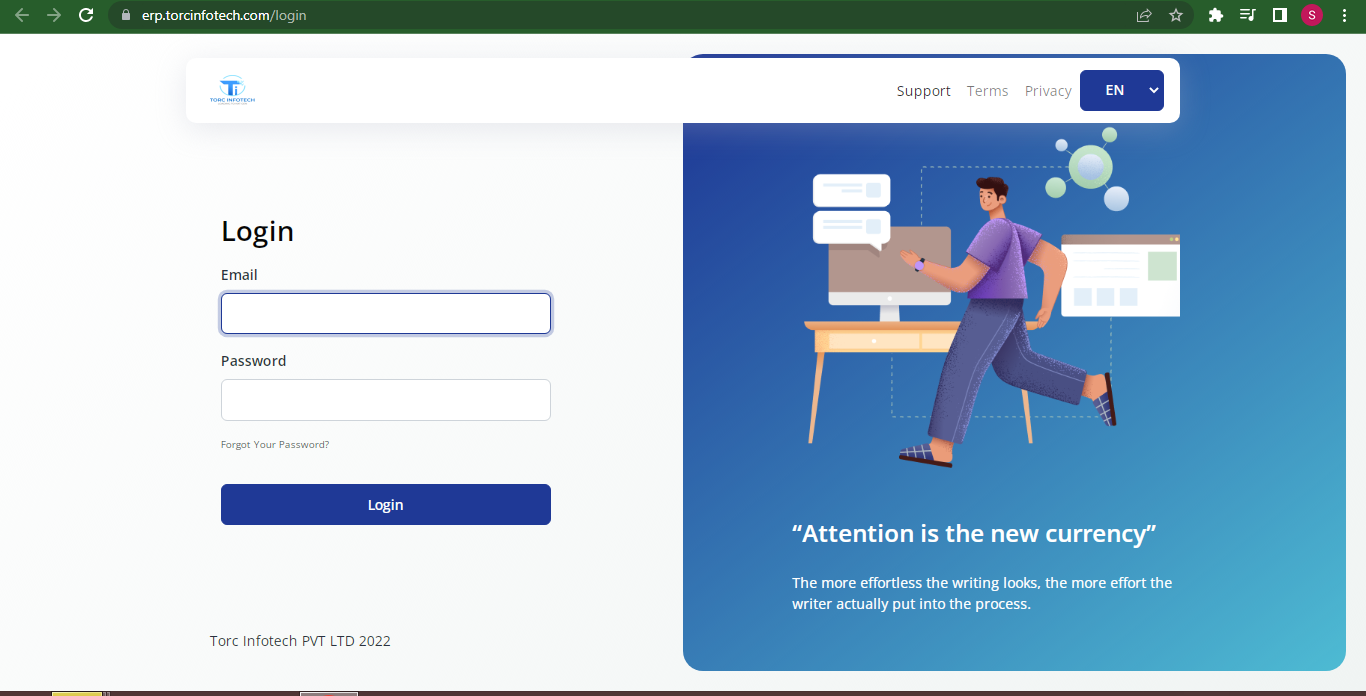 erp.torcinfotech.com/login
S
TORC INFOTECH
Support Terms Privacy EN
Login
Email
Password
Forgot Your Password?
Login
Torc Infotech PVT LTD 2022
“Attention is the new currency”
The more effortless the writing looks, the more effort the
writer actually put into the process.